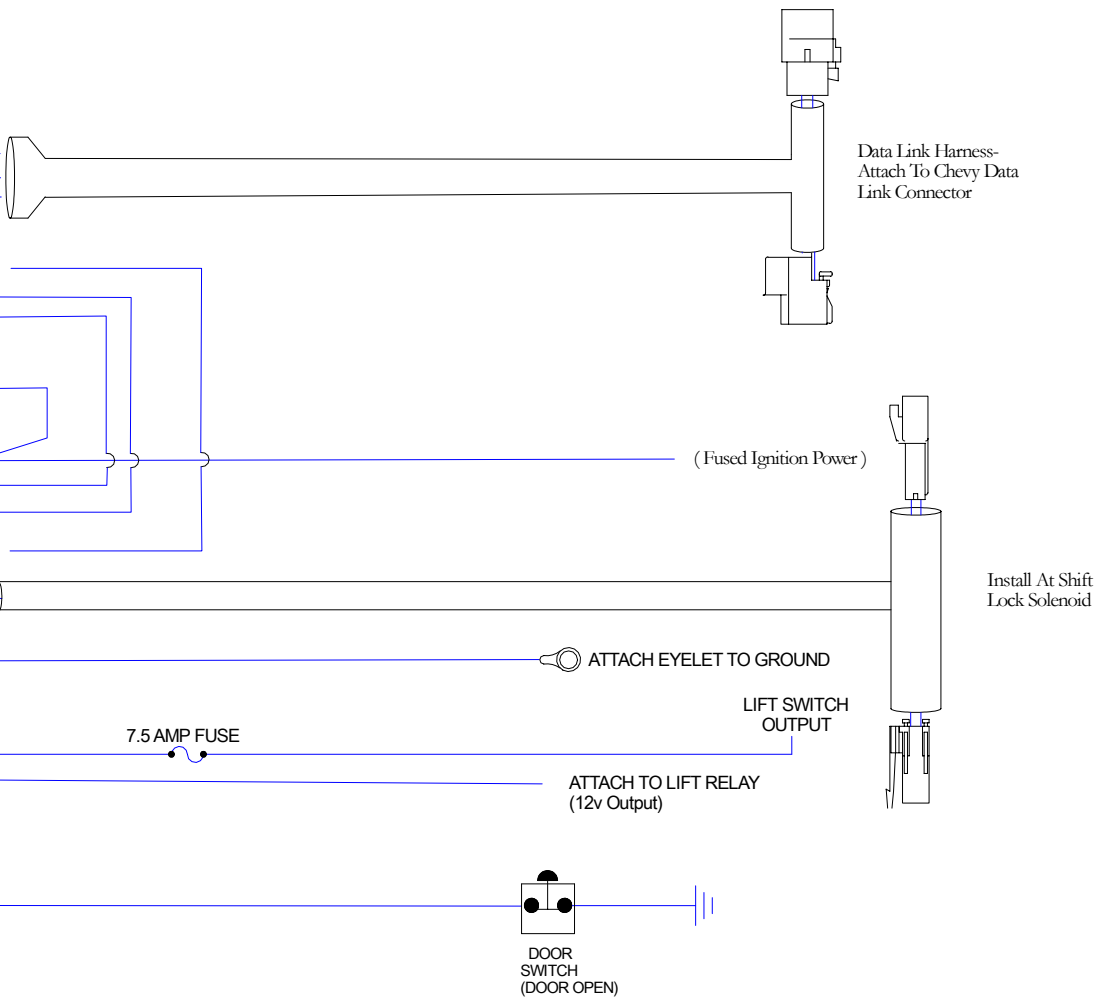 Data Link Harness-
Attach To Chevy Data
Link Connector
( Fused Ignition Power )
Install At Shift
Lock Solenoid
ATTACH EYELET TO GROUND
LIFT SWITCH
OUTPUT
7.5 AMP FUSE
ATTACH TO LIFT RELAY
(12v Output)
DOOR
SWITCH
(DOOR OPEN)